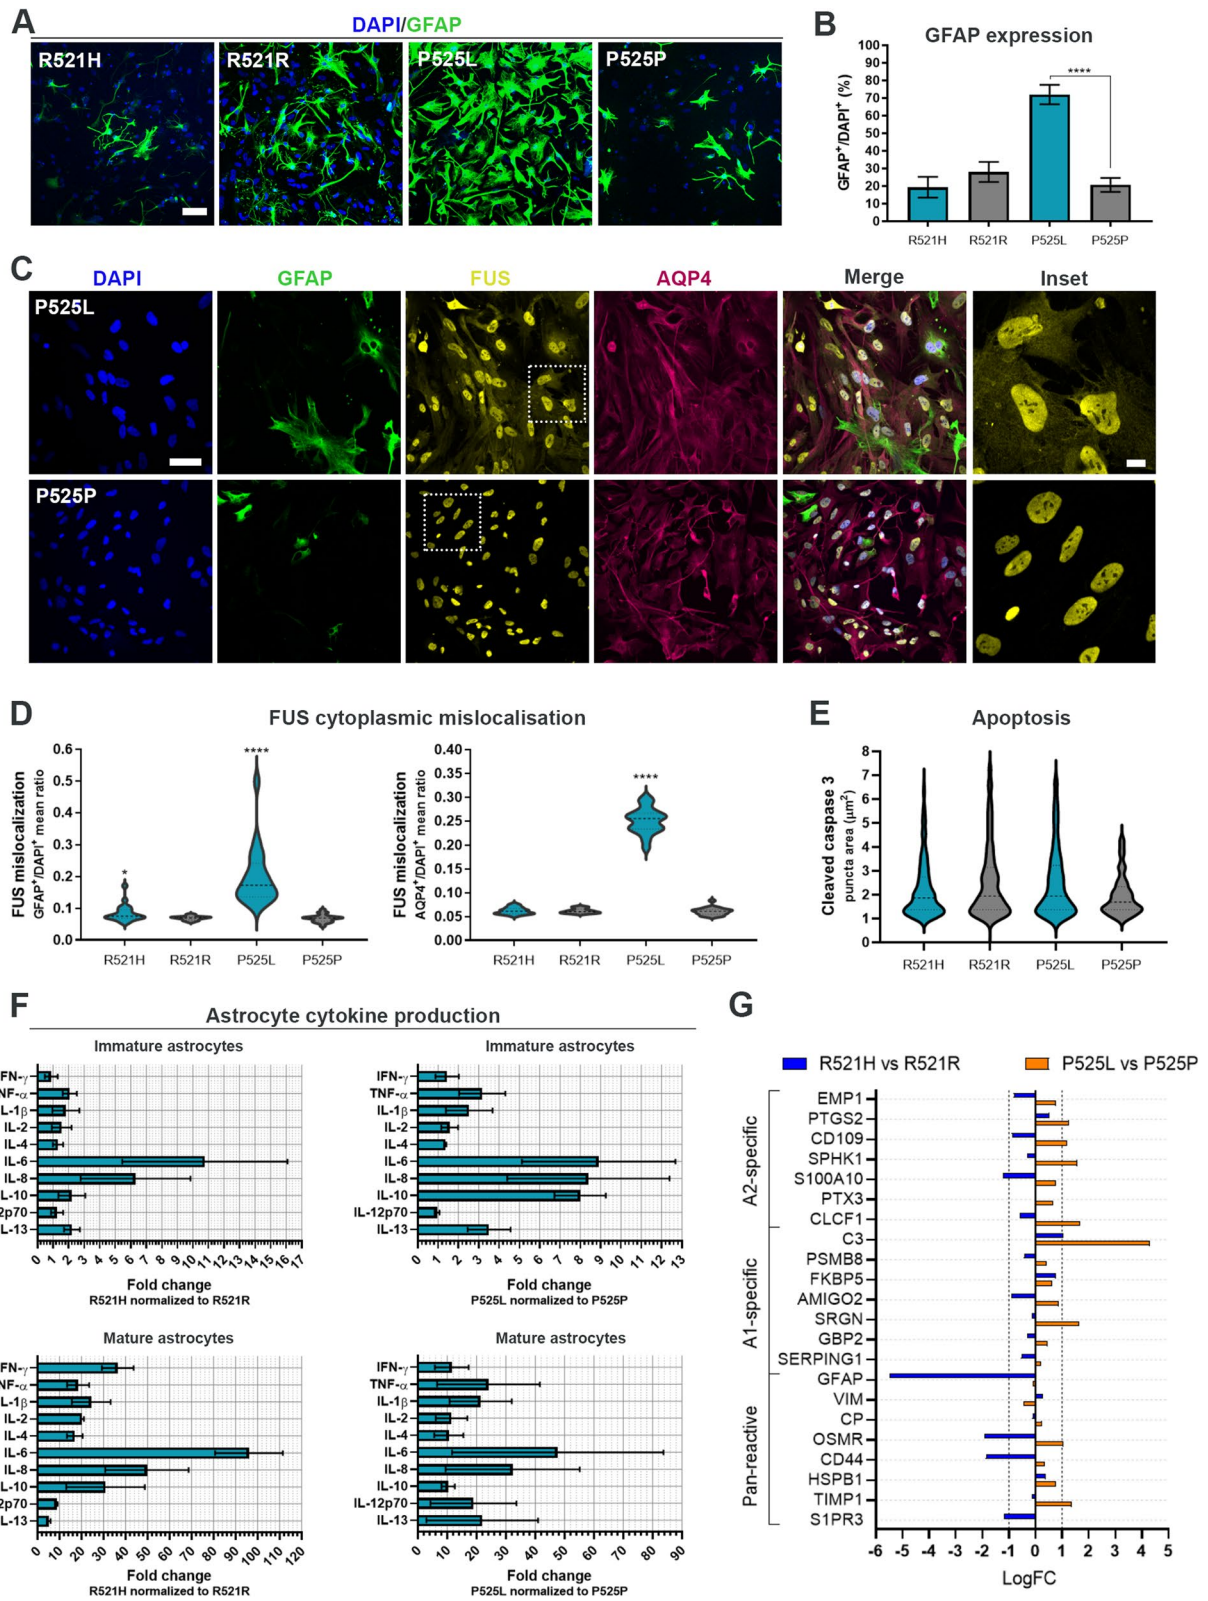 A
DAPI/GFAP
R521H
R521R
P525L
P525P
B
GFAP expression
GFAP+/DAPI+ (%)
100
90
80
70
60
50
40
30
20
10
0
****
R521H
R521R
P525L
P525P
C
DAPI
GFAP
FUS
AQP4
Merge
Inset
P525L
P525P
D
FUS cytoplasmic mislocalisation
FUS mislocalization
GFAP+/DAPI+ mean ratio
0.6
0.5
0.4
0.3
0.2
0.1
0.0
*
****
R521H
R521R
P525L
P525P
FUS mislocalization
AQP4+/DAPI+ mean ratio
0.40
0.35
0.30
0.25
0.20
0.15
0.10
0.05
0.00
****
R521H
R521R
P525L
P525P
E
Apoptosis
Cleaved caspase 3
puncta area (μm2)
8
7
6
5
4
3
2
1
0
R521H
R521R
P525L
P525P
F
Astrocyte cytokine production
Immature astrocytes
FN-γ
NF-α
L-1β
IL-2
IL-4
IL-6
IL-8
L-10
2p70
L-13
0 1 2 3 4 5 6 7 8 9 10 11 12 13 14 15 16 17
Fold change
R521H normalized to R521R
Immature astrocytes
IFN-γ
TNF-α
IL-1β
IL-2
IL-4
IL-6
IL-8
IL-10
IL-12p70
IL-13
0 1 2 3 4 5 6 7 8 9 10 11 12 13
Fold change
P525L normalized to P525P
Mature astrocytes
FN-γ
NF-α
L-1β
IL-2
IL-4
IL-6
IL-8
L-10
2p70
L-13
0 10 20 30 40 50 60 70 80 90 100 110 120
Fold change
R521H normalized to R521R
Mature astrocytes
IFN-γ
TNF-α
IL-1β
IL-2
IL-4
IL-6
IL-8
IL-10
IL-12p70
IL-13
0 10 20 30 40 50 60 70 80 90
Fold change
P525L normalized to P525P
G
R521H vs R521R
P525L vs P525P
A2-specific
EMP1
PTGS2
CD109
SPHK1
S100A10
PTX3
CLCF1
A1-specific
C3
PSMB8
FKBP5
AMIGO2
SRGN
GBP2
SERPING1
Pan-reactive
GFAP
VIM
CP
OSMR
CD44
HSPB1
TIMP1
S1PR3
-6 -5 -4 -3 -2 -1 0 1 2 3 4 5
LogFC